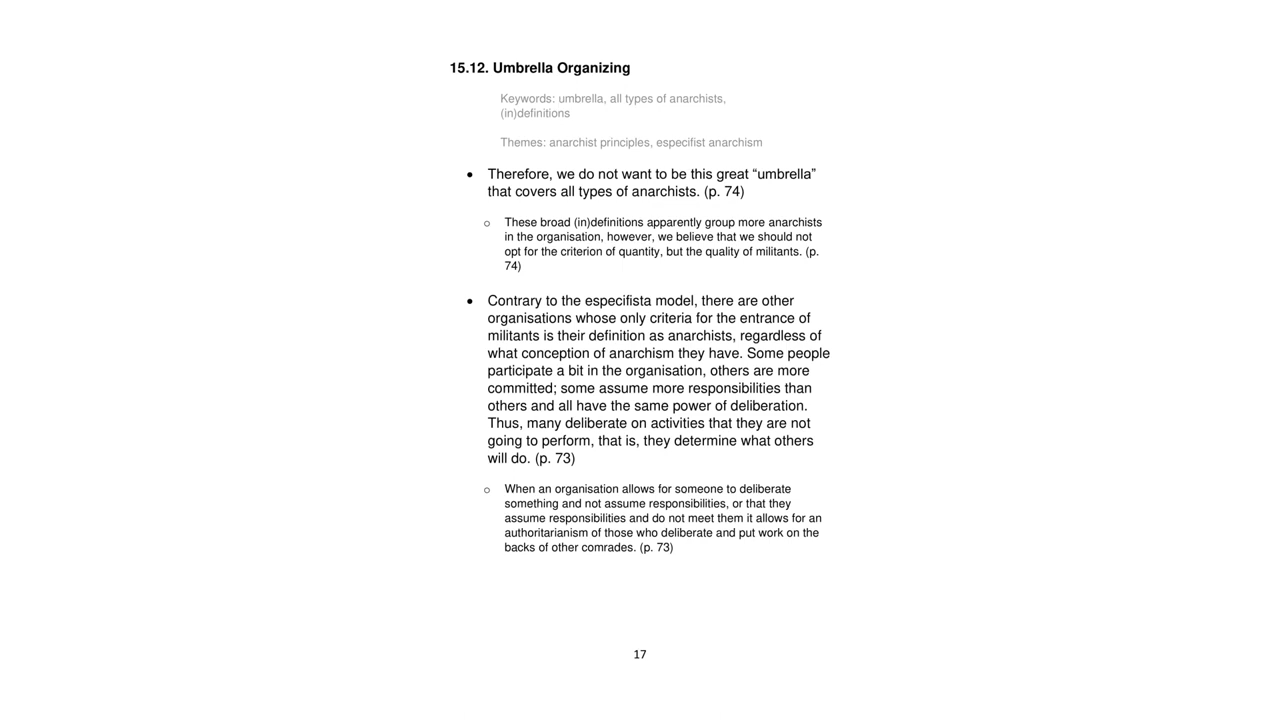 15.12. Umbrella Organizing
Keywords: umbrella, all types of anarchists,
(in)definitions
Themes: anarchist principles, especifist anarchism
• Therefore, we do not want to be this great “umbrella”
that covers all types of anarchists. (p. 74)
o These broad (in)definitions apparently group more anarchists
in the organisation, however, we believe that we should not
opt for the criterion of quantity, but the quality of militants. (p.
74)
• Contrary to the especifista model, there are other
organisations whose only criteria for the entrance of
militants is their definition as anarchists, regardless of
what conception of anarchism they have. Some people
participate a bit in the organisation, others are more
committed; some assume more responsibilities than
others and all have the same power of deliberation.
Thus, many deliberate on activities that they are not
going to perform, that is, they determine what others
will do. (p. 73)
o When an organisation allows for someone to deliberate
something and not assume responsibilities, or that they
assume responsibilities and do not meet them it allows for an
authoritarianism of those who deliberate and put work on the
backs of other comrades. (p. 73)
17